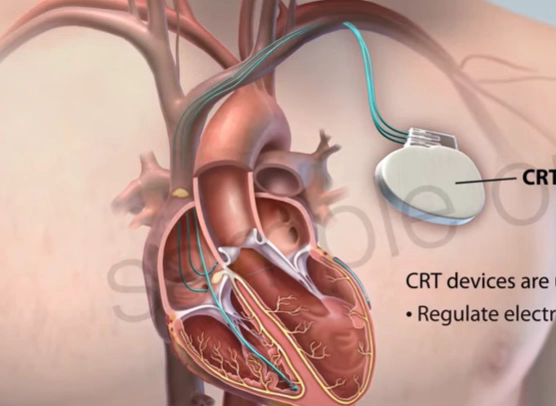 CRT
CRT devices are
• Regulate electr